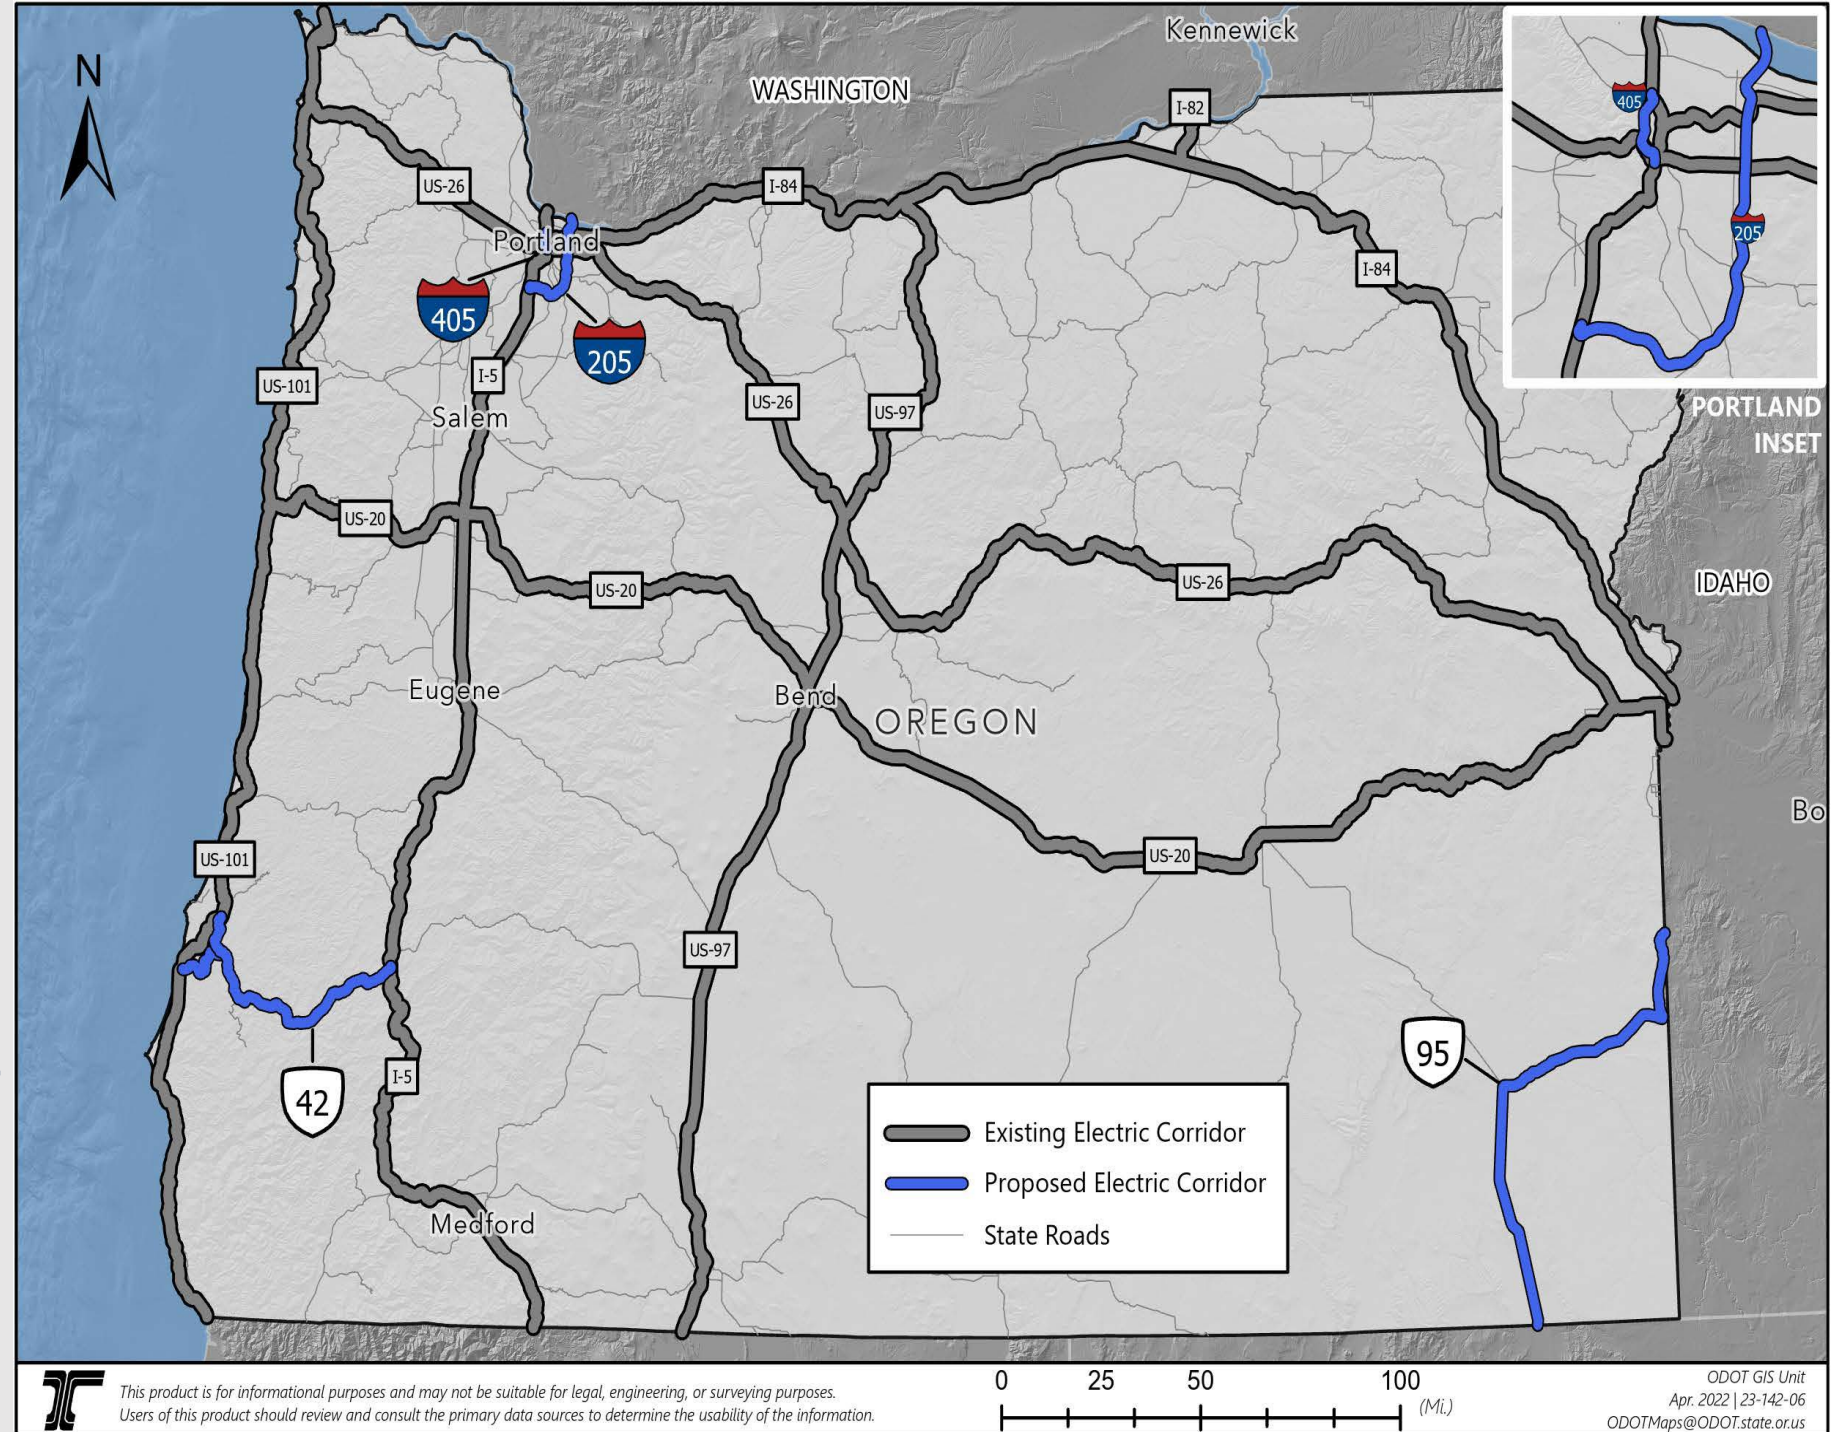 Kennewick
N
WASHINGTON
I-82
405
US-26
I-84
Portland
205
I-84
405
205
US-101
I-5
US-26
US-97
PORTLAND
INSET
Salem
US-20
US-20
US-26
IDAHO
Eugene
Bend
OREGON
Bo
US-101
US-20
US-97
95
I-5
42
Existing Electric Corridor
Proposed Electric Corridor
State Roads
Medford
This product is for informational purposes and may not be suitable for legal, engineering, or surveying purposes.
Users of this product should review and consult the primary data sources to determine the usability of the information.
0 25 50 100
(Mi.)
ODOT GIS Unit
Apr. 2022 | 23-142-06
ODOTMaps@ODOT.state.or.us